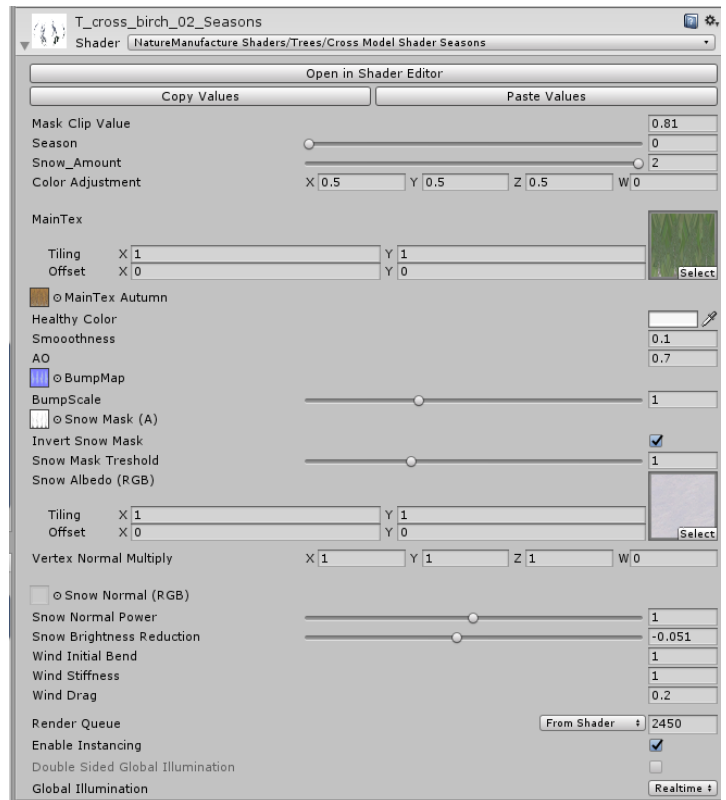 T_cross_birch_02_Seasons
Shader NatureManufacture Shaders/Trees/Cross Model Shader Seasons
Open in Shader Editor
Copy Values Paste Values
Mask Clip Value 0.81
Season 0
Snow_Amount 2
Color Adjustment X 0.5 Y 0.5 Z 0.5 W 0
MainTex
Tiling X 1 Y 1
Offset X 0 Y 0
Select
MainTex Autumn
Healthy Color
Smooothness 0.1
AO 0.7
BumpMap
BumpScale 1
Snow Mask (A)
Invert Snow Mask
Snow Mask Treshold 1
Snow Albedo (RGB)
Tiling X 1 Y 1
Offset X 0 Y 0
Select
Vertex Normal Multiply X 1 Y 1 Z 1 W 0
Snow Normal (RGB)
Snow Normal Power 1
Snow Brightness Reduction -0.051
Wind Initial Bend 1
Wind Stiffness 1
Wind Drag 0.2
Render Queue From Shader 2450
Enable Instancing
Double Sided Global Illumination
Global Illumination Realtime